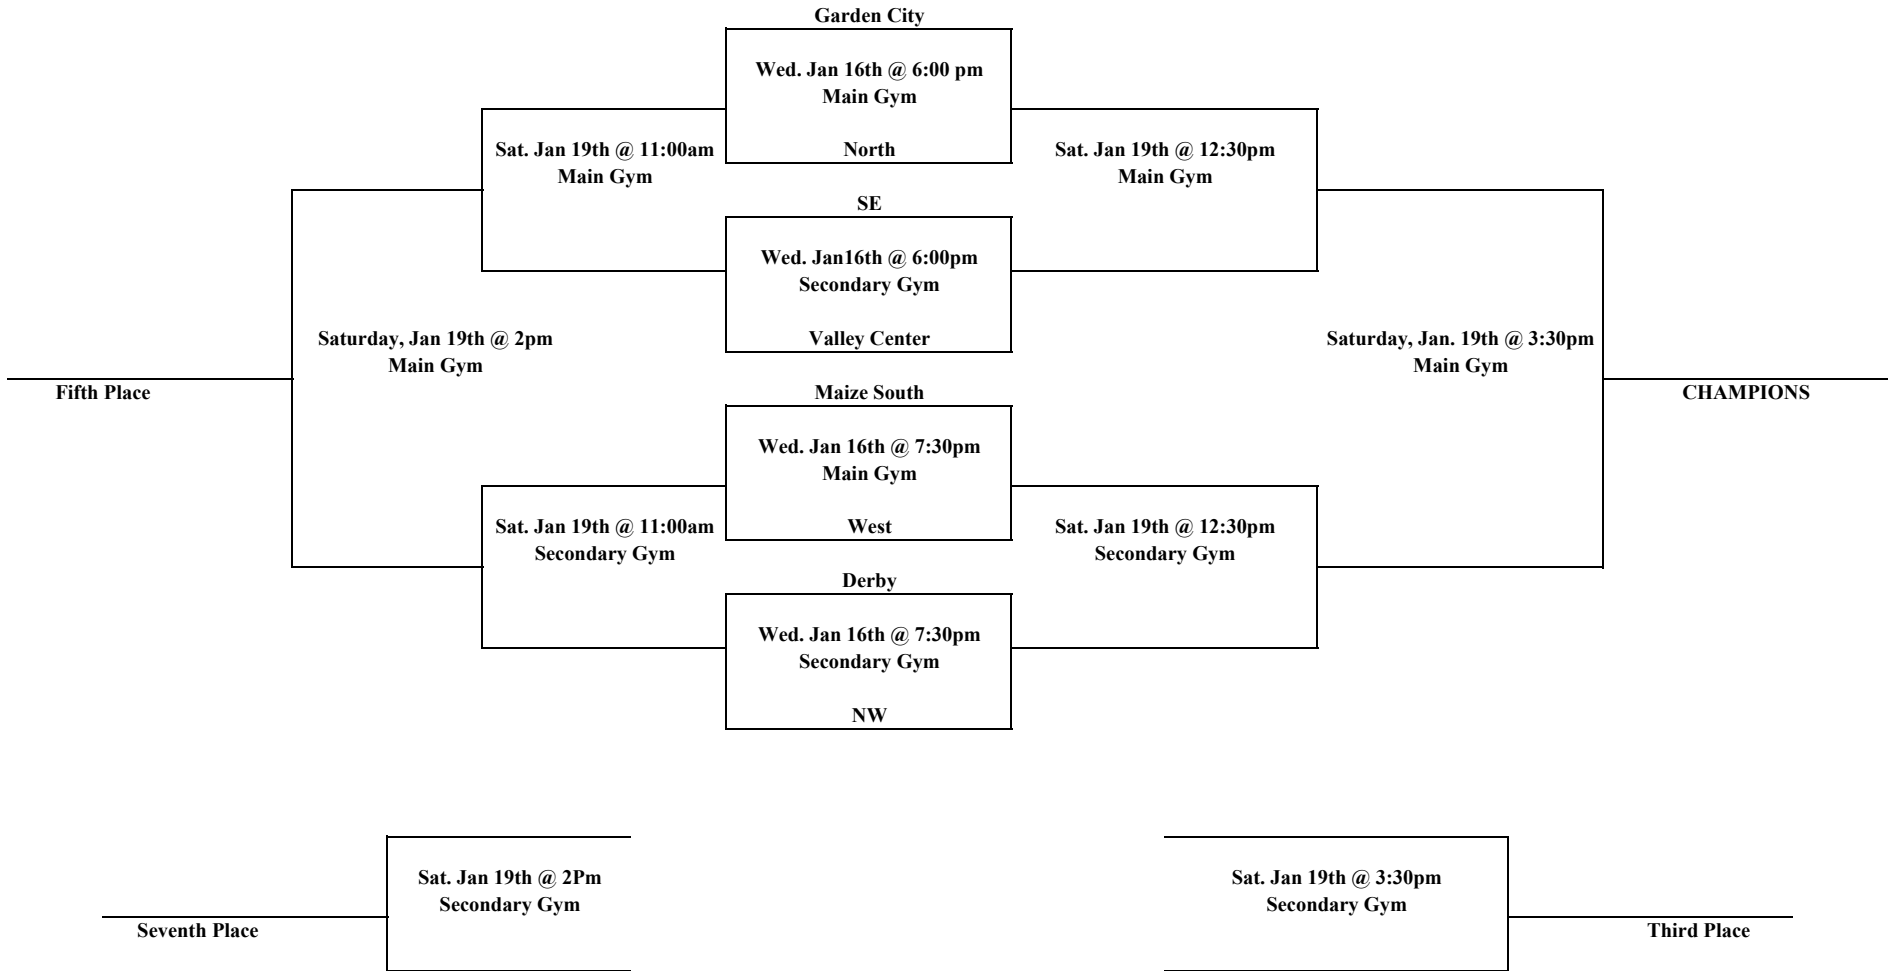 Garden City
Wed. Jan 16th @ 6:00 pm
Main Gym
Sat. Jan 19th @ 11:00am
North
Sat. Jan 19th @ 12:30pm
Main Gym
Main Gym
SE
Wed. Jan16th @ 6:00pm
Secondary Gym
Saturday, Jan 19th @ 2pm
Valley Center
Saturday, Jan. 19th @ 3:30pm
Main Gym
Main Gym
Fifth Place
Maize South
CHAMPIONS
Wed. Jan 16th @ 7:30pm
Main Gym
Sat. Jan 19th @ 11:00am
West
Sat. Jan 19th @ 12:30pm
Secondary Gym
Secondary Gym
Derby
Wed. Jan 16th @ 7:30pm
Secondary Gym
NW
Sat. Jan 19th @ 2Pm
Sat. Jan 19th @ 3:30pm
Secondary Gym
Secondary Gym
Seventh Place
Third Place